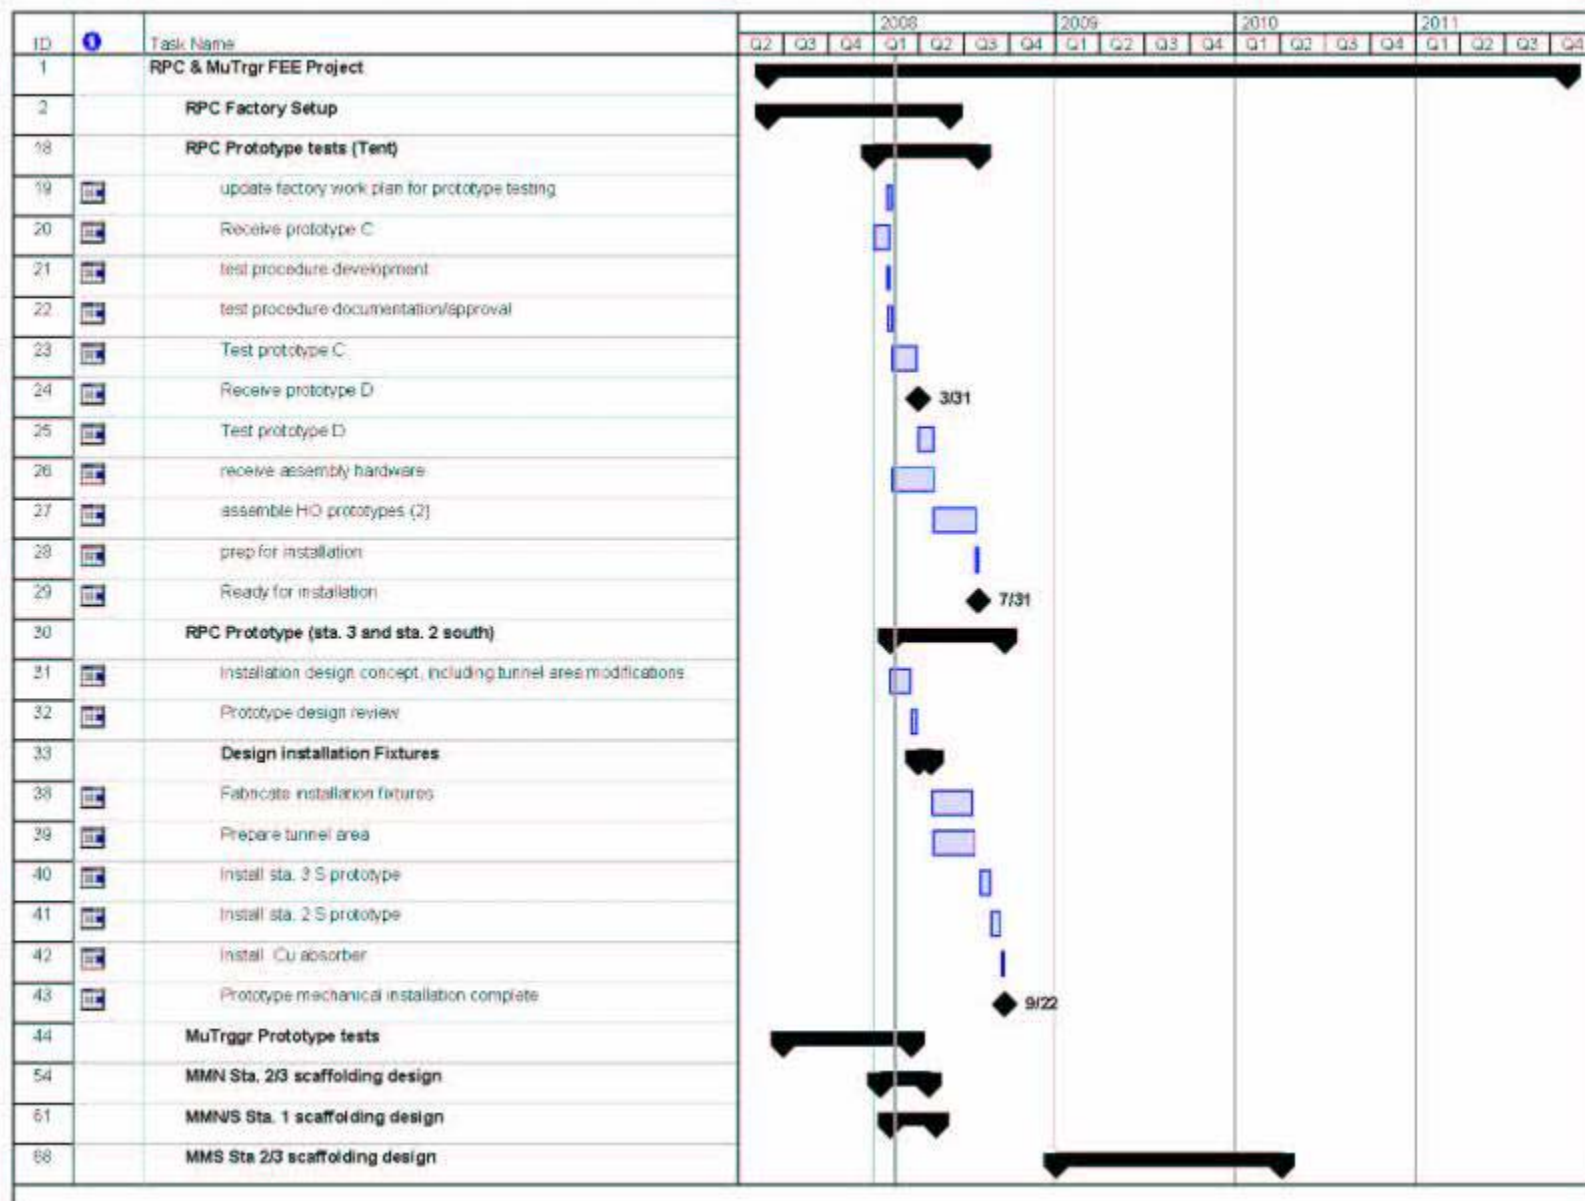 2008 2009 2010 2011
ID Task Name Q2 Q3 Q4 Q1 Q2 Q3 Q4 Q1 Q2 Q3 Q4 Q1 Q2 Q3 Q4 Q1 Q2 Q3 Q4
1 RPC & MuTrgr FEE Project
2 RPC Factory Setup
18 RPC Prototype tests (Tent)
19 update factory work plan for prototype testing
20 Receive prototype C
21 test procedure development
22 test procedure documentation/approval
23 Test prototype C
24 Receive prototype D 3/31
25 Test prototype D
26 receive assembly hardware
27 assemble HO prototypes (2)
28 prep for installation
29 Ready for installation 7/31
30 RPC Prototype (sta. 3 and sta. 2 south)
31 Installation design concept, including tunnel area modifications
32 Prototype design review
33 Design installation Fixtures
38 Fabricate installation fixtures
39 Prepare tunnel area
40 Install sta. 3 S prototype
41 Install sta. 2 S prototype
42 Install Cu absorber
43 Prototype mechanical installation complete 9/22
44 MuTrggr Prototype tests
54 MMN Sta. 2/3 scaffolding design
61 MMN/S Sta. 1 scaffolding design
68 MMS Sta 2/3 scaffolding design